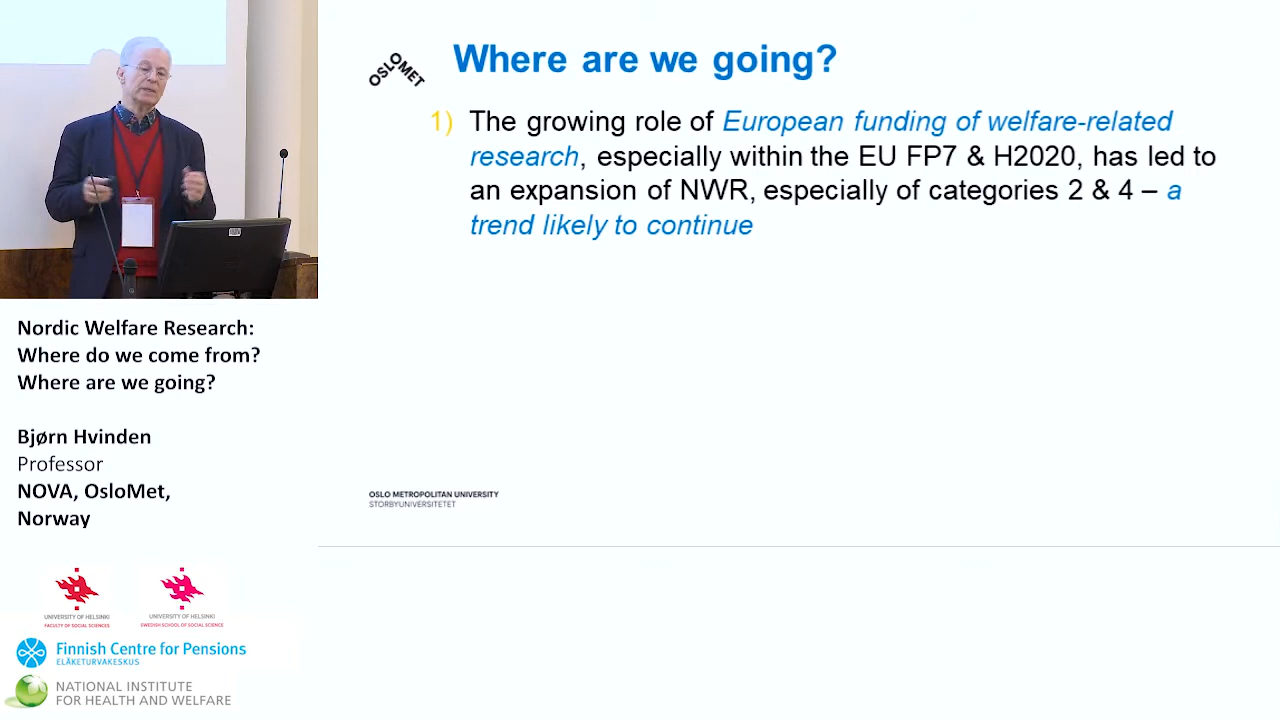 Nordic Welfare Research:
Where do we come from?
Where are we going?
Bjørn Hvinden
Professor
NOVA, OsloMet,
Norway
UNIVERSITY OF HELSINKI
FACULTY OF SOCIAL SCIENCES
UNIVERSITY OF HELSINKI
SWEDISH SCHOOL OF SOCIAL SCIENCE
Finnish Centre for Pensions
ELÄKETURVAKESKUS
NATIONAL INSTITUTE
FOR HEALTH AND WELFARE
OSLOMET
Where are we going?
1) The growing role of European funding of welfare-related
research, especially within the EU FP7 & H2020, has led to
an expansion of NWR, especially of categories 2 & 4 – a
trend likely to continue
OSLO METROPOLITAN UNIVERSITY
STORBYUNIVERSITETET